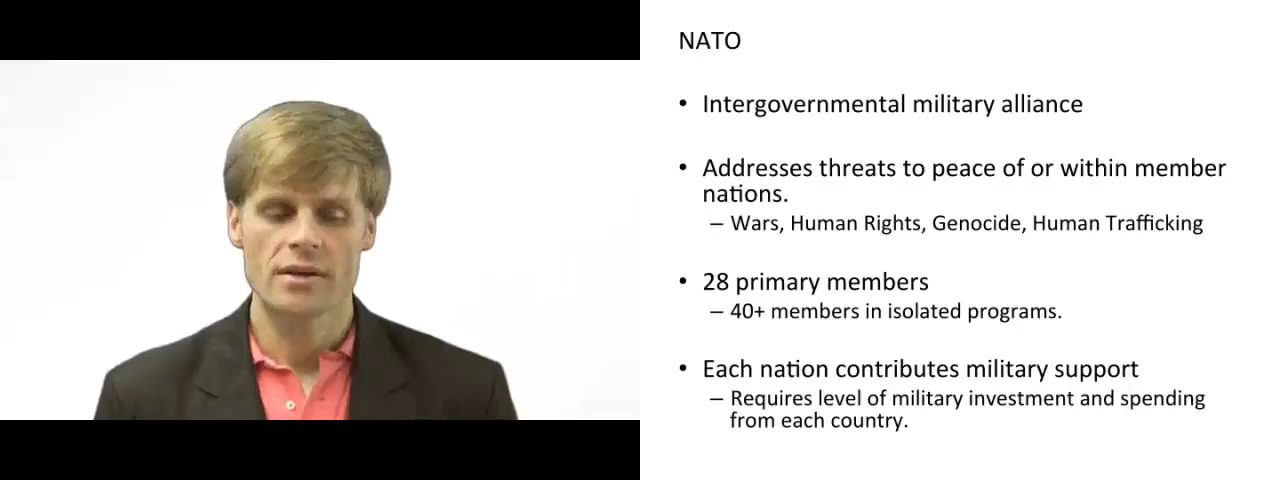 NATO
• Intergovernmental military alliance
• Addresses threats to peace of or within member
nations.
– Wars, Human Rights, Genocide, Human Trafficking
• 28 primary members
– 40+ members in isolated programs.
• Each nation contributes military support
– Requires level of military investment and spending
from each country.